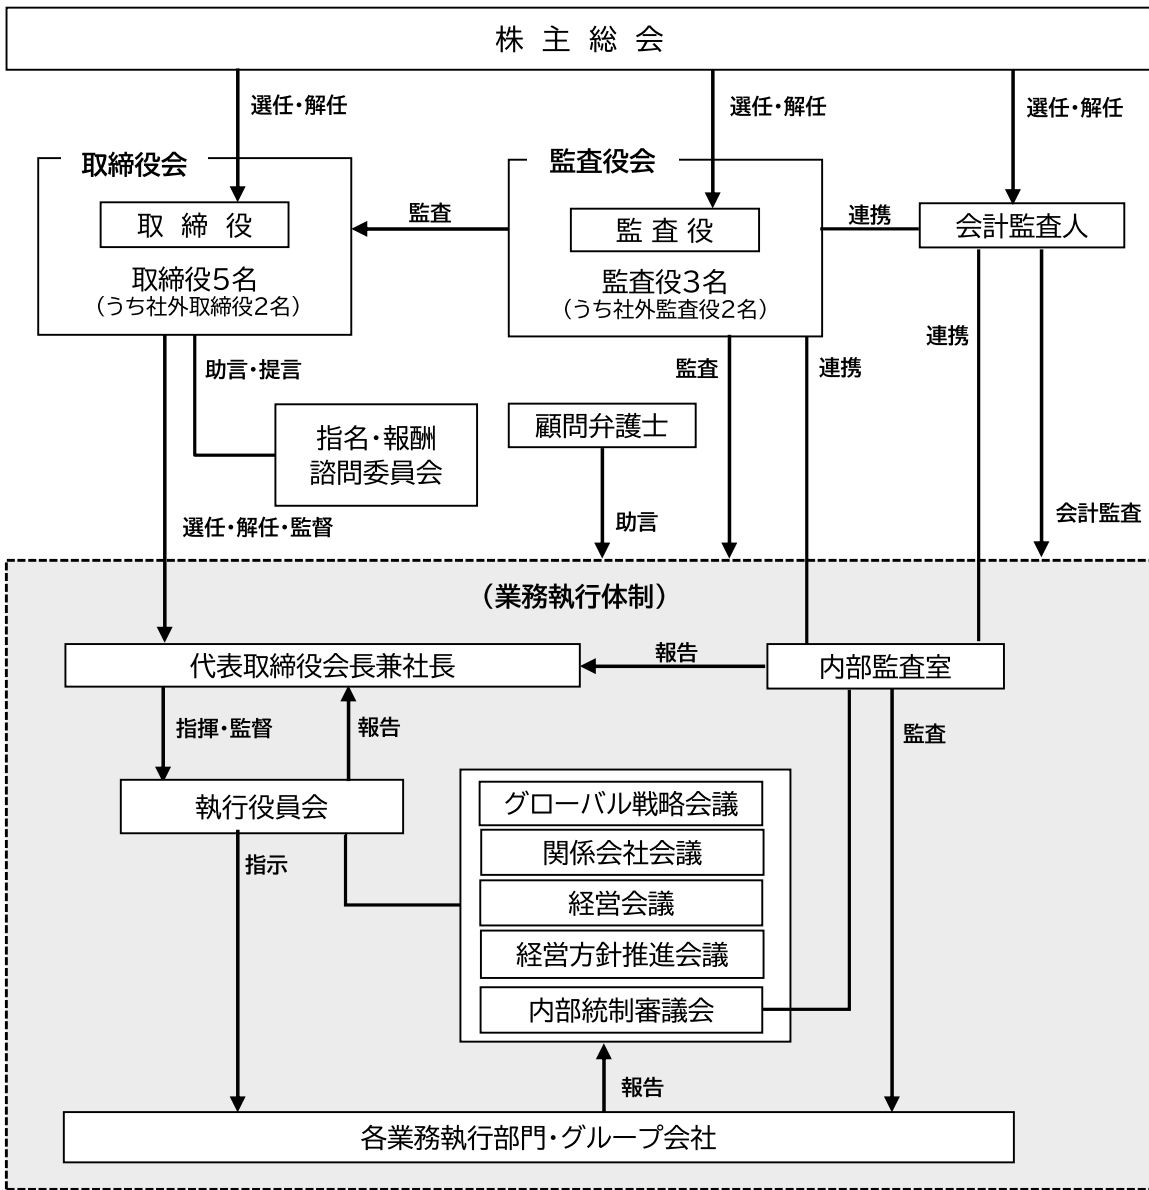 株 主 総 会
選任・解任
選任・解任
選任・解任
取締役会
監査役会
取 締 役
監査
監 査 役
連携
会計監査人
取締役5名
（うち社外取締役2名）
監査役3名
（うち社外監査役2名）
助言・提言
監査
連携
連携
指名・報酬
諮問委員会
顧問弁護士
選任・解任・監督
助言
会計監査
（業務執行体制）
代表取締役会長兼社長
報告
内部監査室
指揮・監督
報告
監査
執行役員会
グローバル戦略会議
関係会社会議
指示
経営会議
経営方針推進会議
内部統制審議会
報告
各業務執行部門・グループ会社